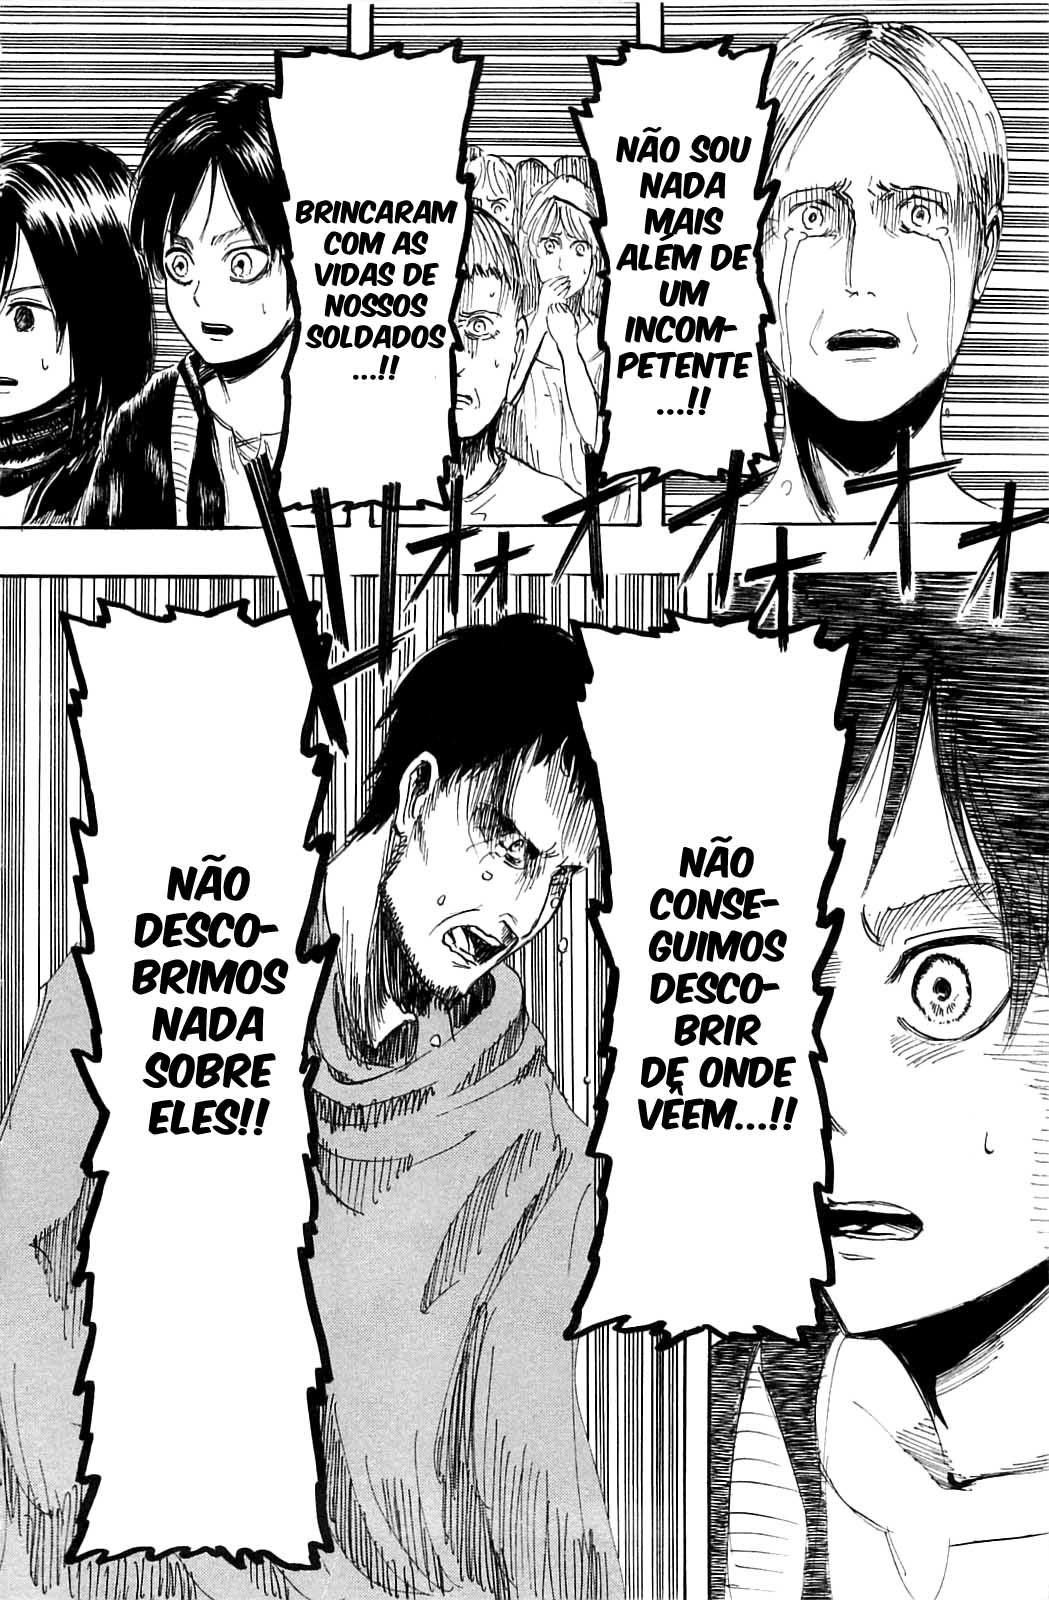 NÃO SOU
NADA
MAIS
ALÉM DE
UM
INCOM-
PETENTE
...!!
BRINCARAM
COM AS
VIDAS DE
NOSSOS
SOLDADOS
...!!
NÃO
CONSE-
GUIMOS
DESCO-
BRIR
DE ONDE
VÊEM...!!
NÃO
DESCO-
BRIMOS
NADA
SOBRE
ELES!!